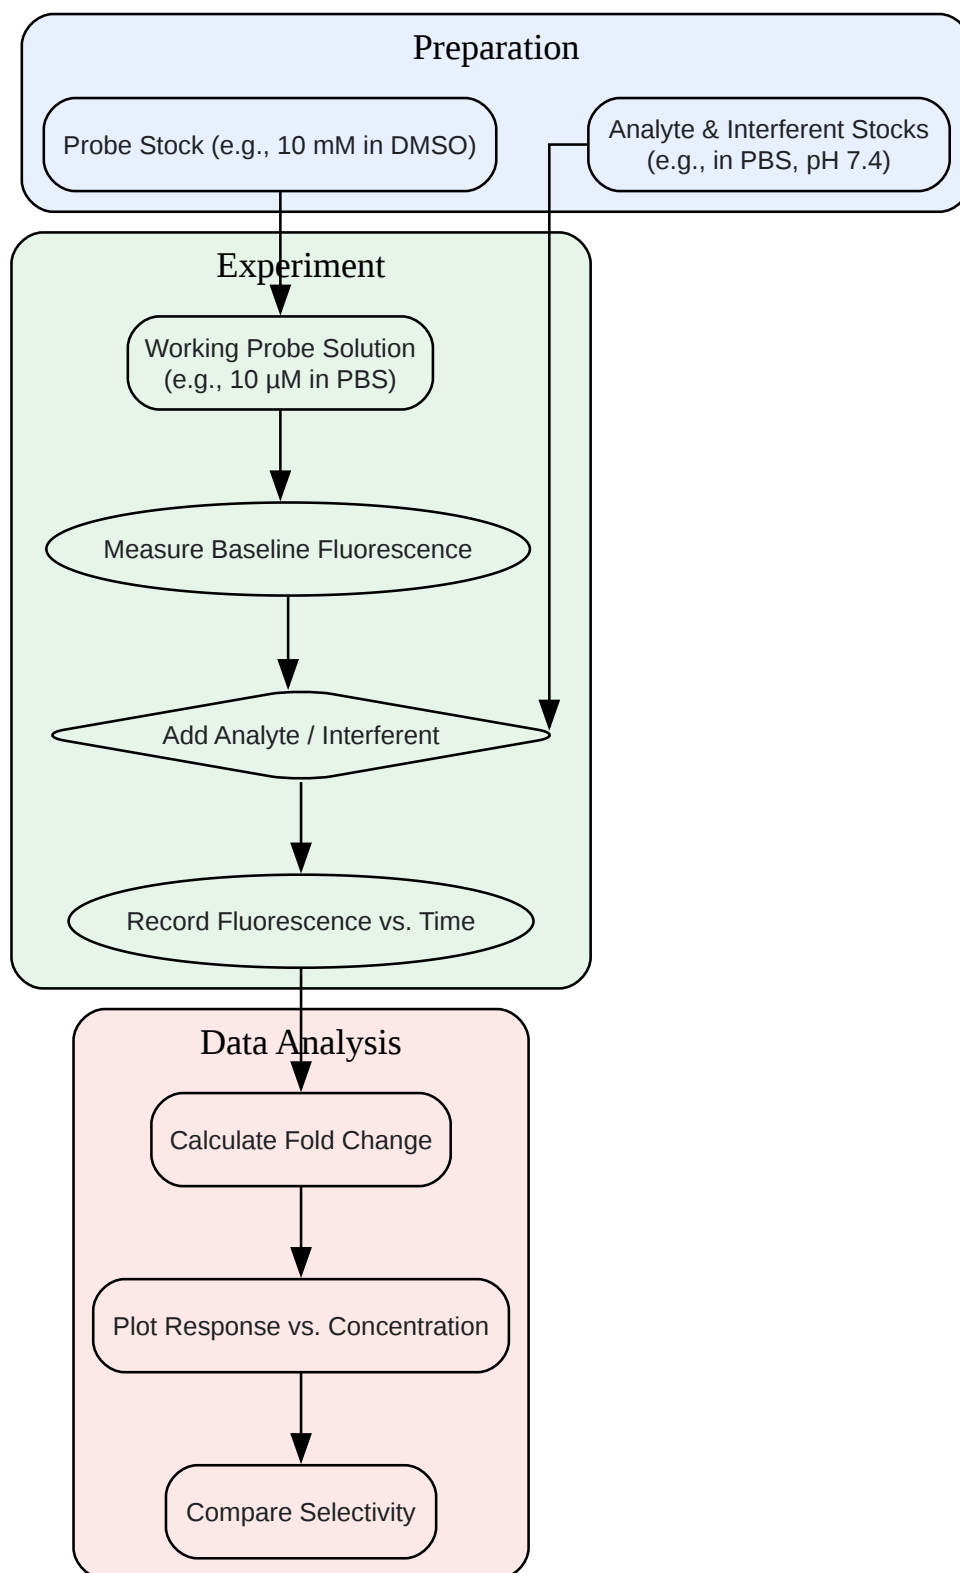 Preparation
Probe Stock (e.g., 10 mM in DMSO)
Analyte & Interferent Stocks
(e.g., in PBS, pH 7.4)
Experiment
Working Probe Solution
(e.g., 10 µM in PBS)
Measure Baseline Fluorescence
Add Analyte / Interferent
Record Fluorescence vs. Time
Data Analysis
Calculate Fold Change
Plot Response vs. Concentration
Compare Selectivity